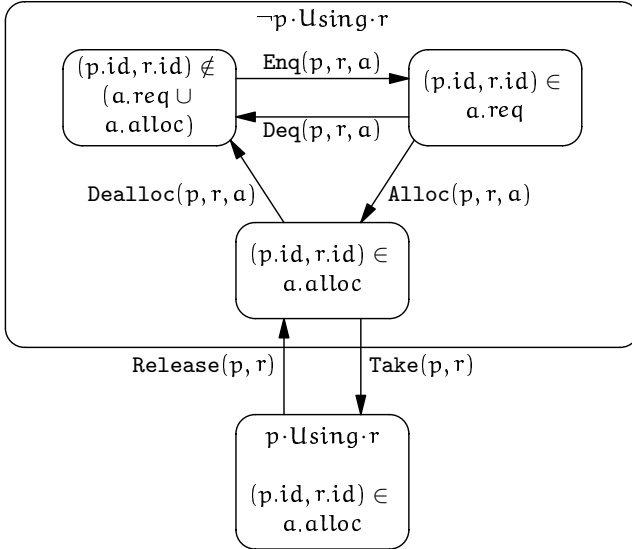 ¬p·Using·r
(p.id, r.id) ∉
(a.req ∪
a.alloc)
Enq(p, r, a)
(p.id, r.id) ∈
a.req
Deq(p, r, a)
Dealloc(p, r, a)
Alloc(p, r, a)
(p.id, r.id) ∈
a.alloc
Release(p, r)
Take(p, r)
p·Using·r
(p.id, r.id) ∈
a.alloc